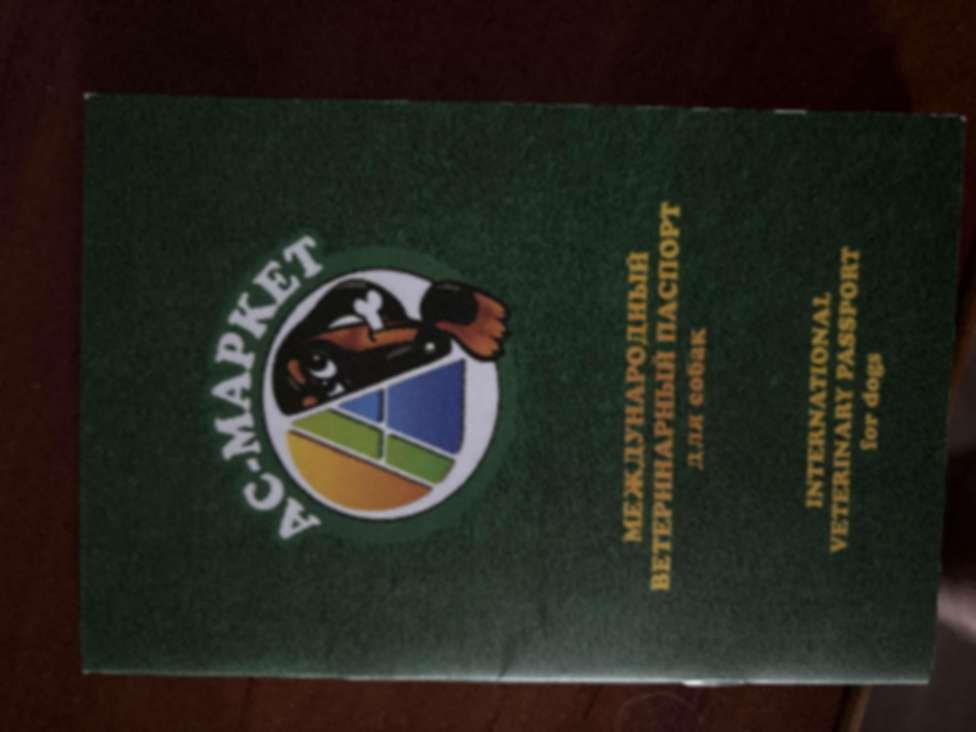 АС-МАРКЕТ
МЕЖДУНАРОДНЫЙ
ВЕТЕРИНАРНЫЙ ПАСПОРТ
для собак
INTERNATIONAL
VETERINARY PASSPORT
for dogs